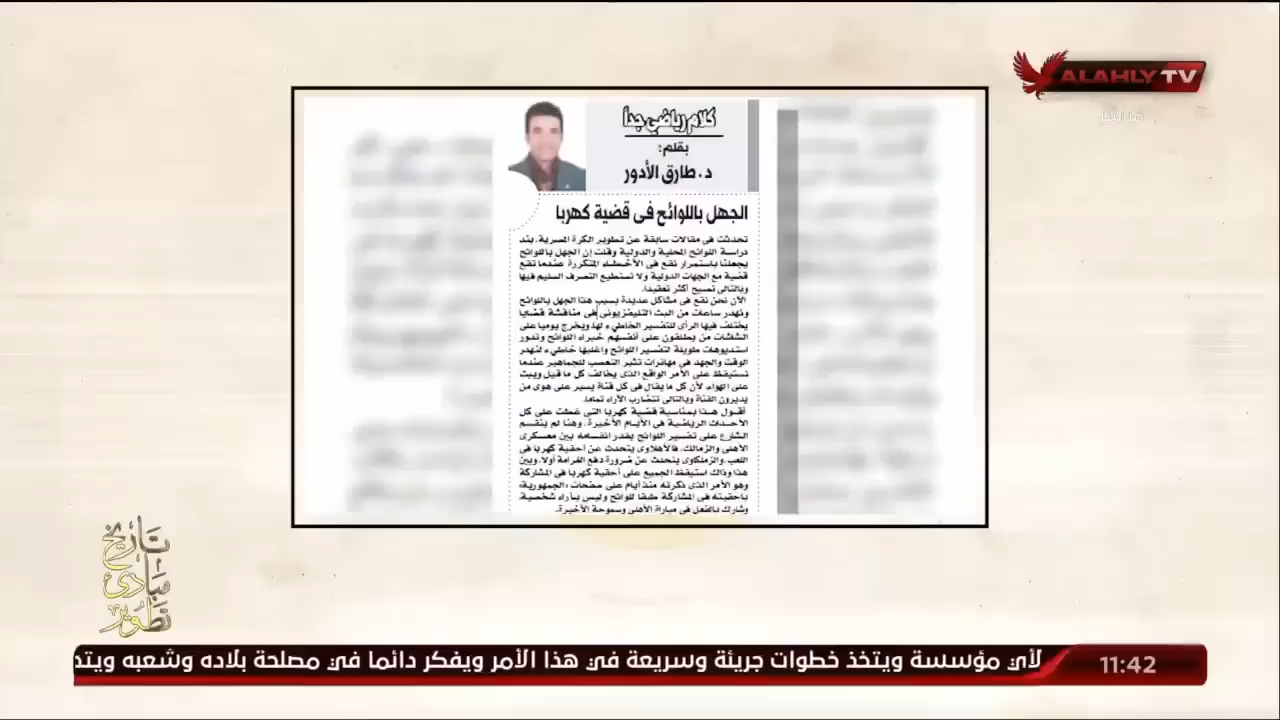 ALAHLY TV
مباشر
كلام رياضي جداً
بقلم:
د. طارق الأدور
الجهل باللوائح فى قضية كهربا
تحدثت فى مقالات سابقة عن تطوير الكرة المصرية، بند
دراسة اللوائح المحلية والدولية وقلت إن الجهل باللوائح
يجعلنا باستمرار نقع فى الأخطاء المتكررة عندما تقع
قضية مع الجهات الدولية ولا نستطيع التصرف السليم فيها
وبالتالى تصبح أكثر تعقيدا.
الآن نحن نقع فى مشاكل عديدة بسبب هذا الجهل باللوائح
ونهدر ساعات من البث التليفزيونى فى مناقشة قضايا
يختلف فيها الرأى للتفسير الخاطىء لها ويخرج يوميا على
الشاشات من يطلقون على أنفسهم خبراء اللوائح وتدور
استديوهات طويلة لتفسير اللوائح واغلبها خاطىء لنهدر
الوقت والجهد فى مهاترات تثير التعصب للجماهير عندما
تستيقظ على الأمر الواقع الذى يخالف كل ما قيل ويبث
على الهواء، لأن كل ما يقال فى كل قناة يسير على هوى من
يديرون القناة وبالتالى تتضارب الآراء تماما.
أقول هذا بمناسبة قضية كهربا التى غطت على كل
الأحداث الرياضية فى الأيام الأخيرة، وهنا لم ينقسم
الشارع على تفسير اللوائح بقدر انقسامه بين معسكرى
الأهلى والزمالك، فالأهلاوى يتحدث عن أحقية كهربا فى
اللعب، والزملكاوى يتحدث عن ضرورة دفع الغرامة أولا، وبين
هذا وذاك استيقظ الجميع على أحقية كهربا فى المشاركة
وهو الأمر الذى ذكرته منذ أيام على صفحات «الجمهورية»
بأحقيته فى المشاركة طبقا للوائح وليس بآراء شخصية،
وشارك بالفعل فى مباراة الأهلى وسموحة الأخيرة.
تاريخ
مبادئ
تطوير
لأي مؤسسة ويتخذ خطوات جريئة وسريعة في هذا الأمر ويفكر دائما في مصلحة بلاده وشعبه ويتد
11:42